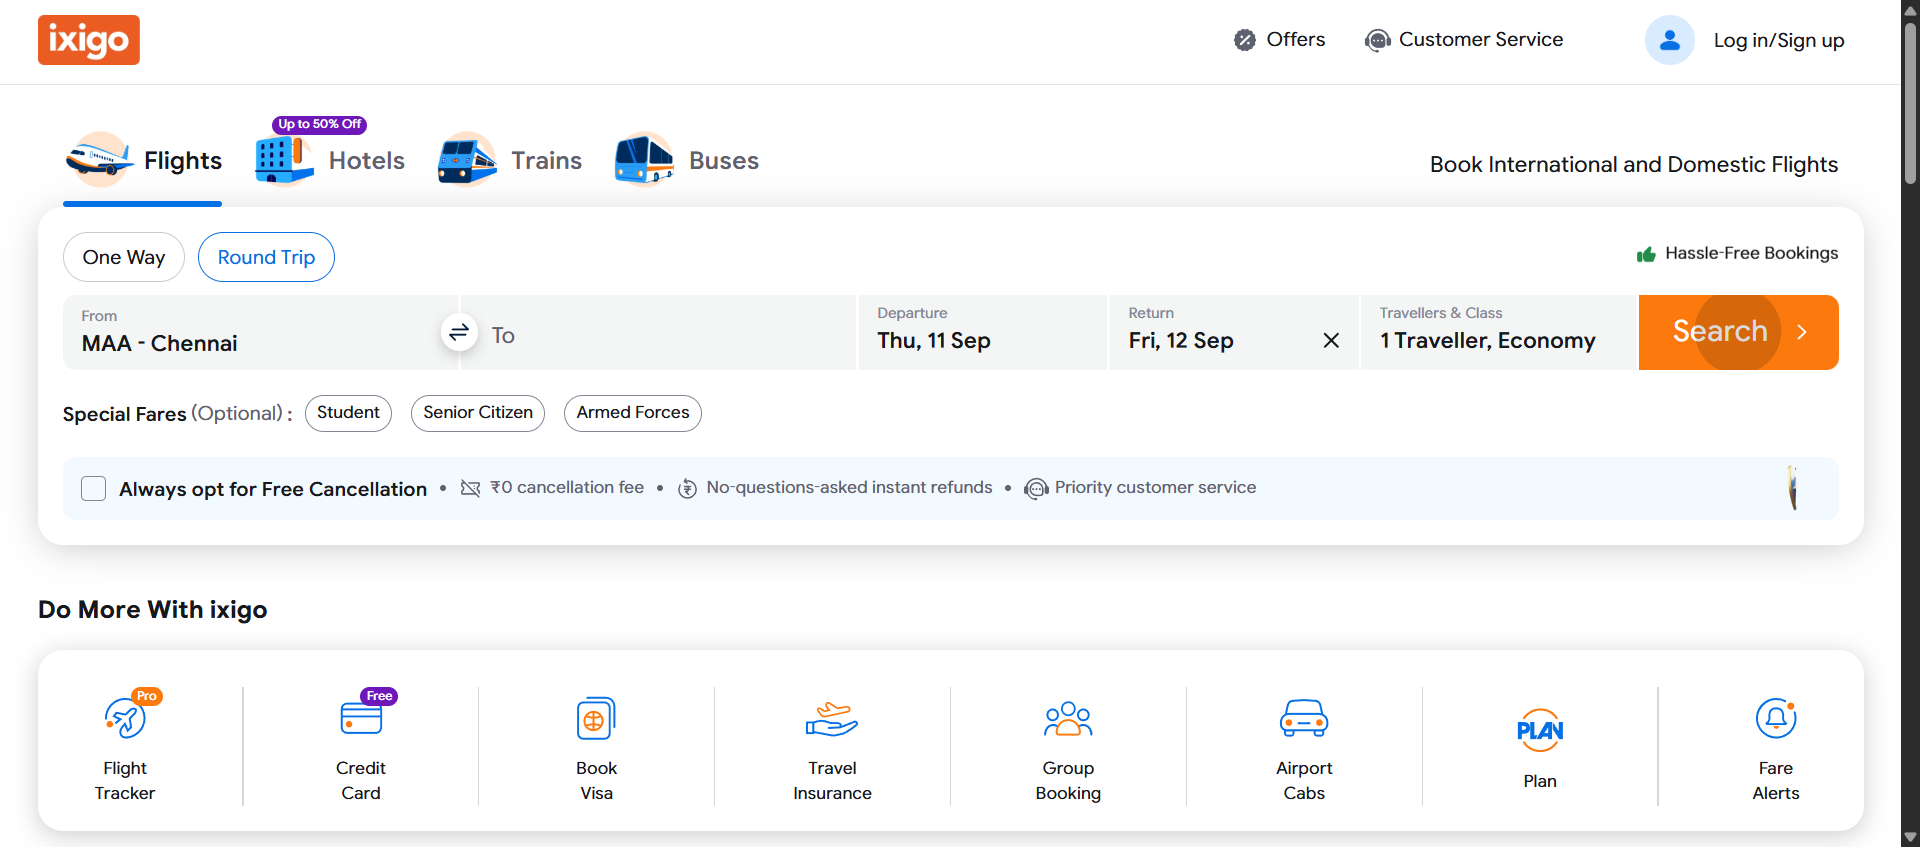 ixigo
Offers
Customer Service
Log in/Sign up
Flights
Up to 50% Off
Hotels
Trains
Buses
Book International and Domestic Flights
One Way
Round Trip
Hassle-Free Bookings
From
MAA - Chennai
To
Departure
Thu, 11 Sep
Return
Fri, 12 Sep
Travellers & Class
1 Traveller, Economy
Search
Special Fares (Optional) :
Student
Senior Citizen
Armed Forces
Always opt for Free Cancellation • ₹0 cancellation fee • No-questions-asked instant refunds • Priority customer service
Do More With ixigo
Pro
Flight
Tracker
Free
Credit
Card
Book
Visa
Travel
Insurance
Group
Booking
Airport
Cabs
PLAN
Plan
Fare
Alerts